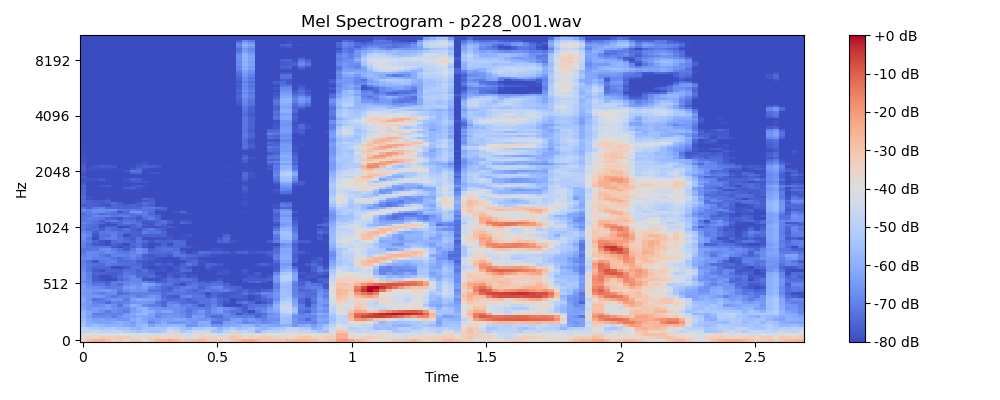 Mel Spectrogram - p228_001.wav
Hz
8192
4096
2048
1024
512
0
0
0.5
1
1.5
2
2.5
Time
+0 dB
-10 dB
-20 dB
-30 dB
-40 dB
-50 dB
-60 dB
-70 dB
-80 dB